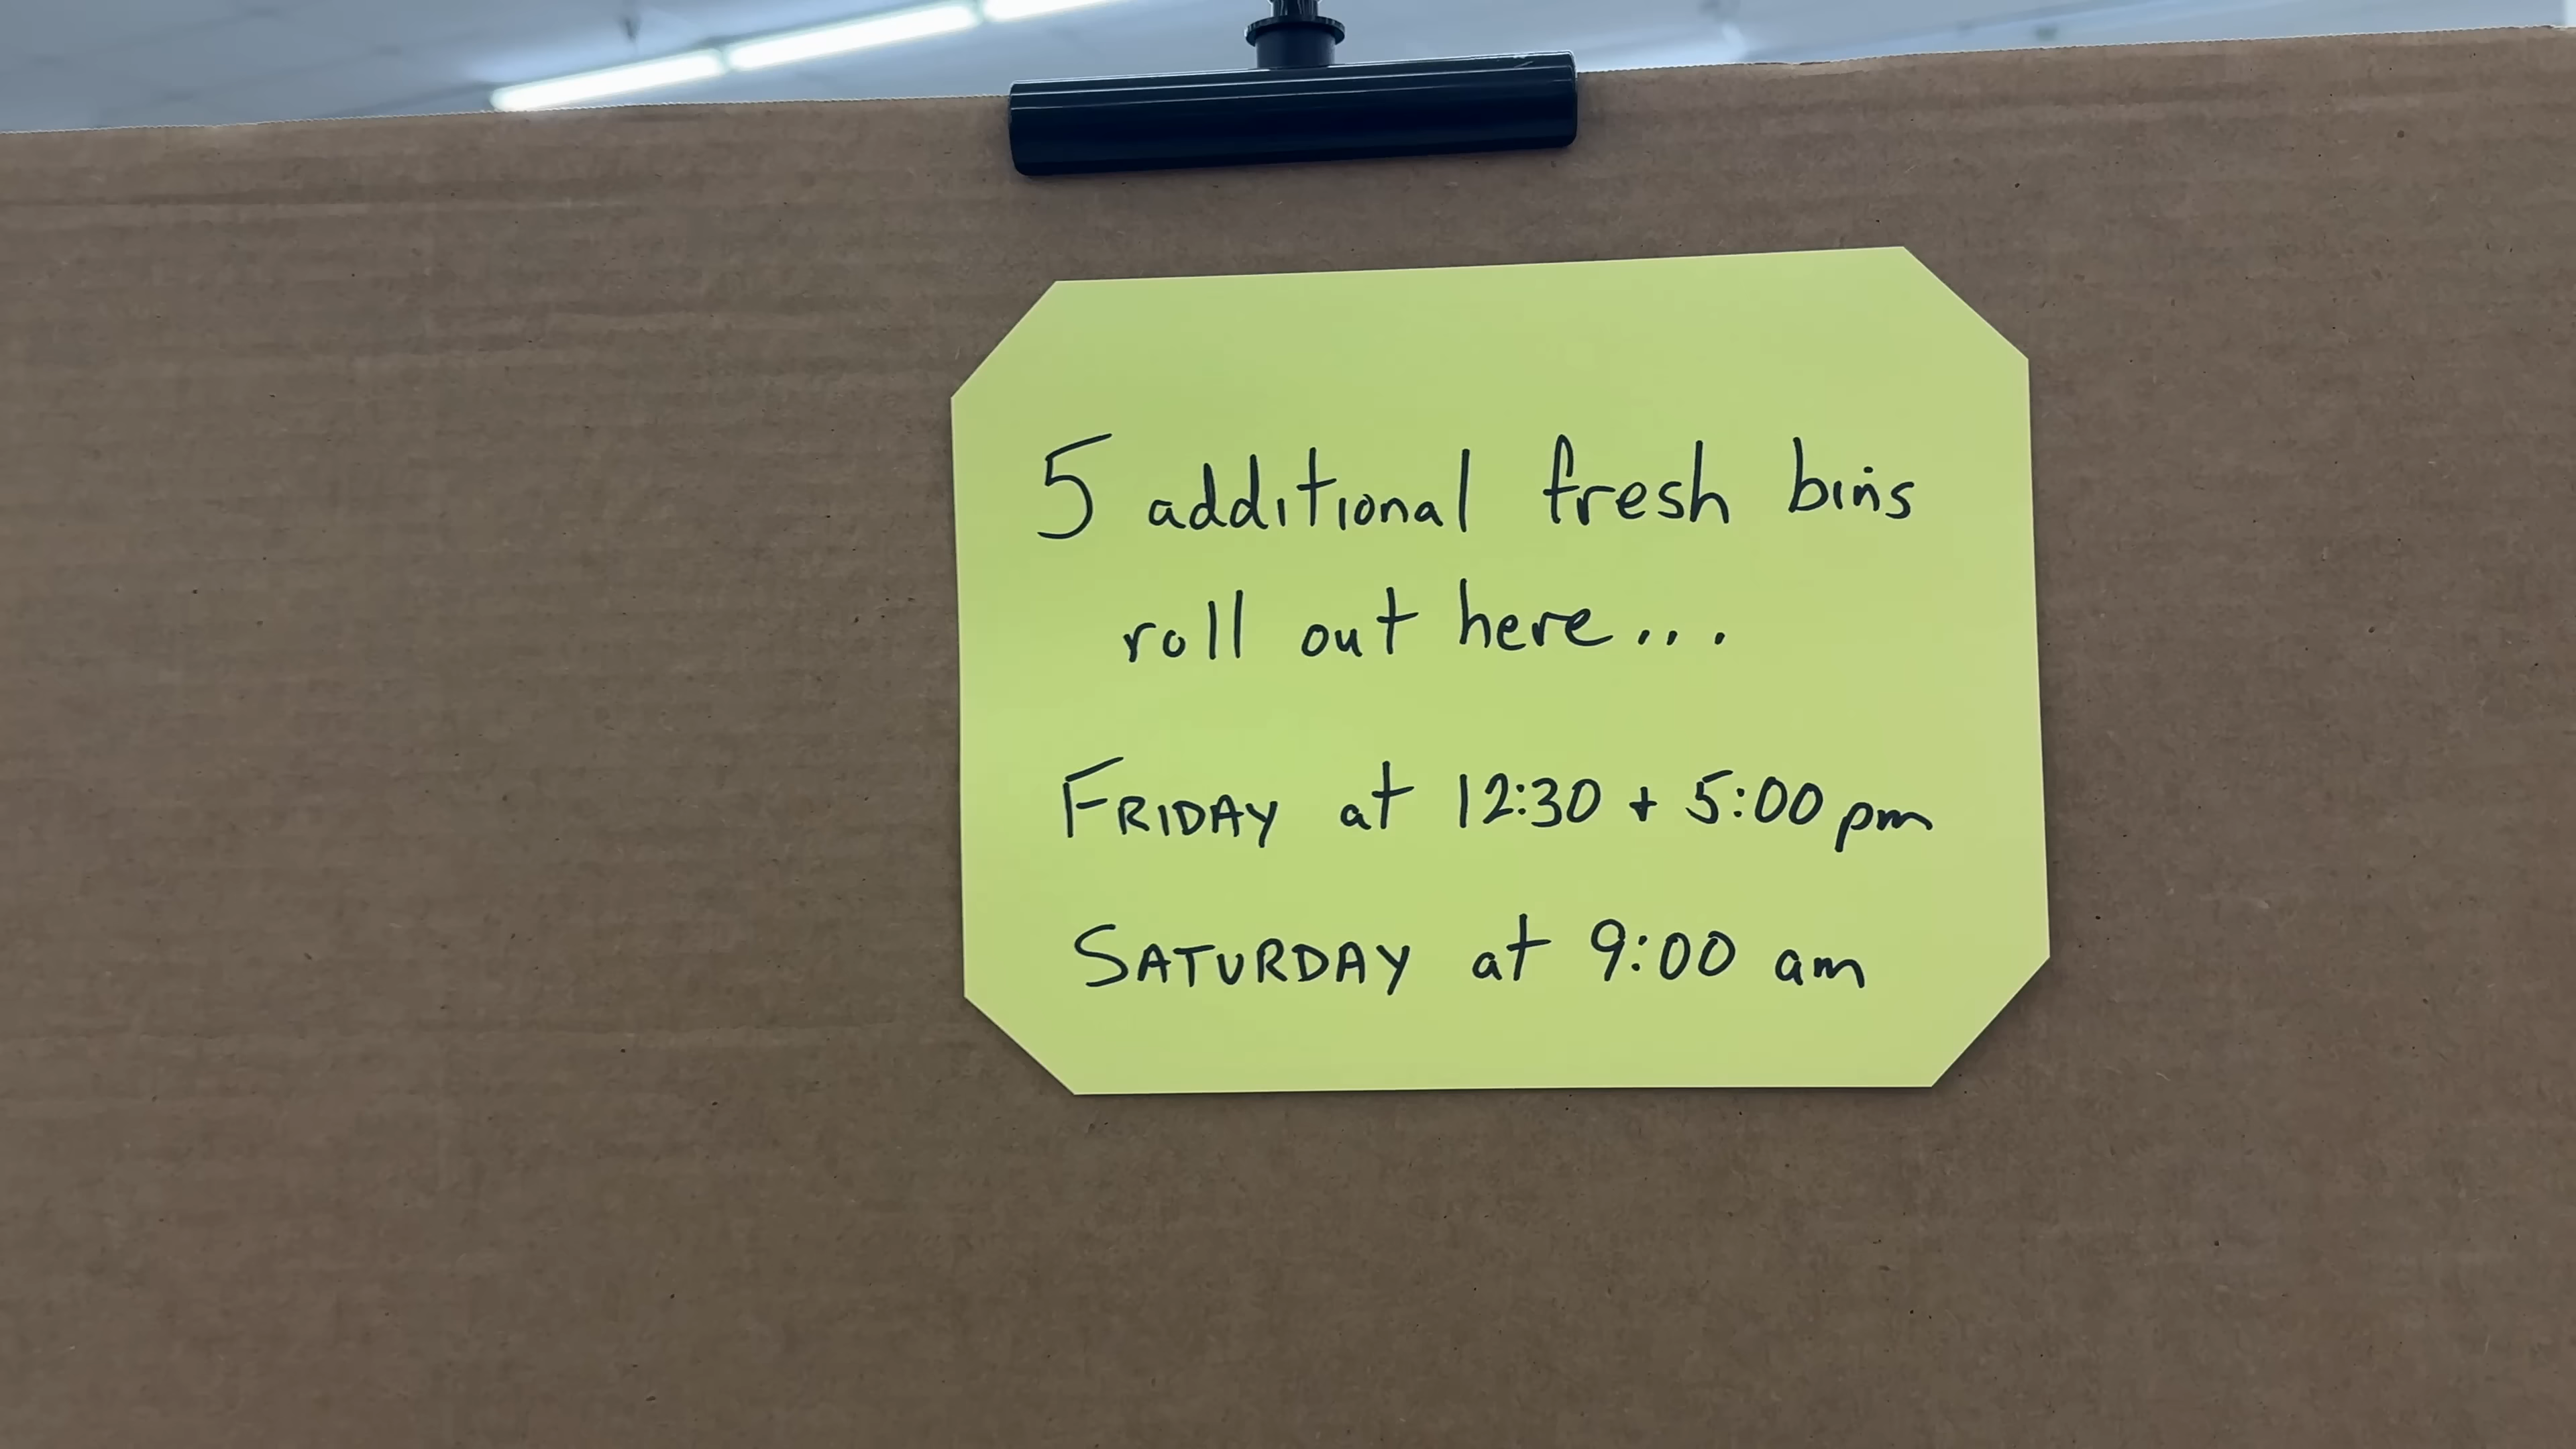 5 additional fresh bins
roll out here...
FRIDAY at 12:30 + 5:00 pm
SATURDAY at 9:00 am